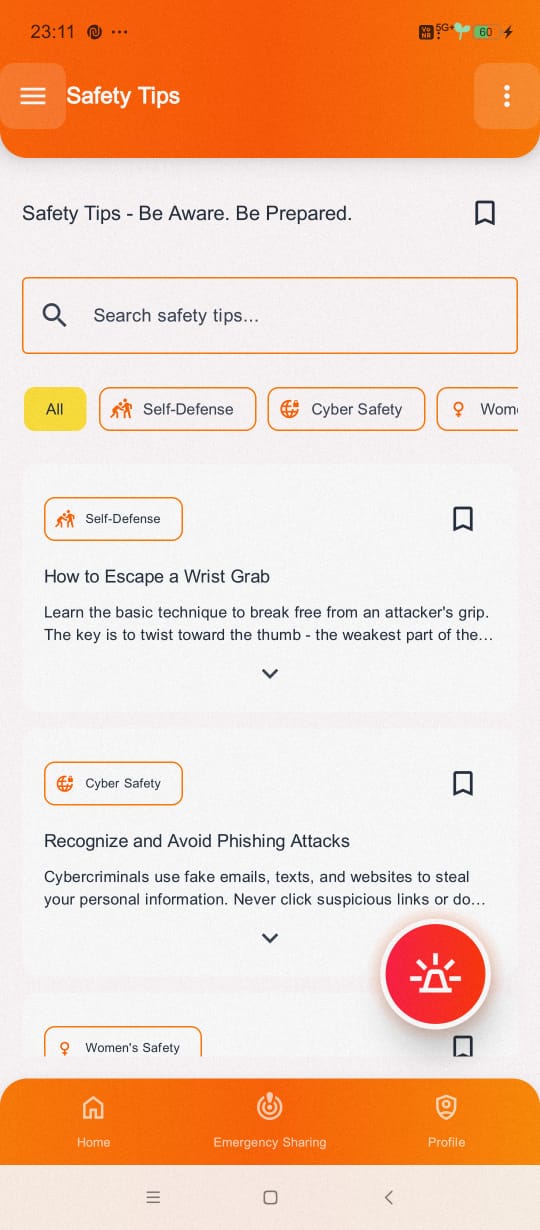 23:11
Vo NR
5G+
60
Safety Tips
Safety Tips - Be Aware. Be Prepared.
Search safety tips...
All
Self-Defense
Cyber Safety
Wom
Self-Defense
How to Escape a Wrist Grab
Learn the basic technique to break free from an attacker's grip.
The key is to twist toward the thumb - the weakest part of the...
Cyber Safety
Recognize and Avoid Phishing Attacks
Cybercriminals use fake emails, texts, and websites to steal
your personal information. Never click suspicious links or do...
Women's Safety
Home
Emergency Sharing
Profile